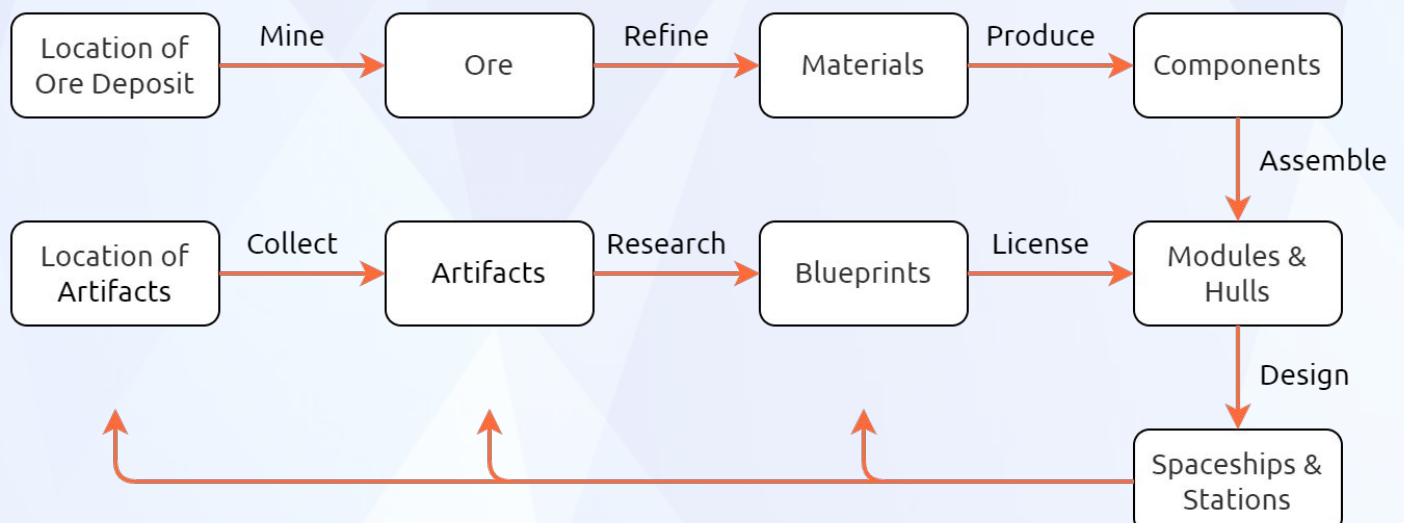 Location of
Ore Deposit
Mine
Ore
Refine
Materials
Produce
Components
Assemble
Location of
Artifacts
Collect
Artifacts
Research
Blueprints
License
Modules &
Hulls
Design
Spaceships &
Stations